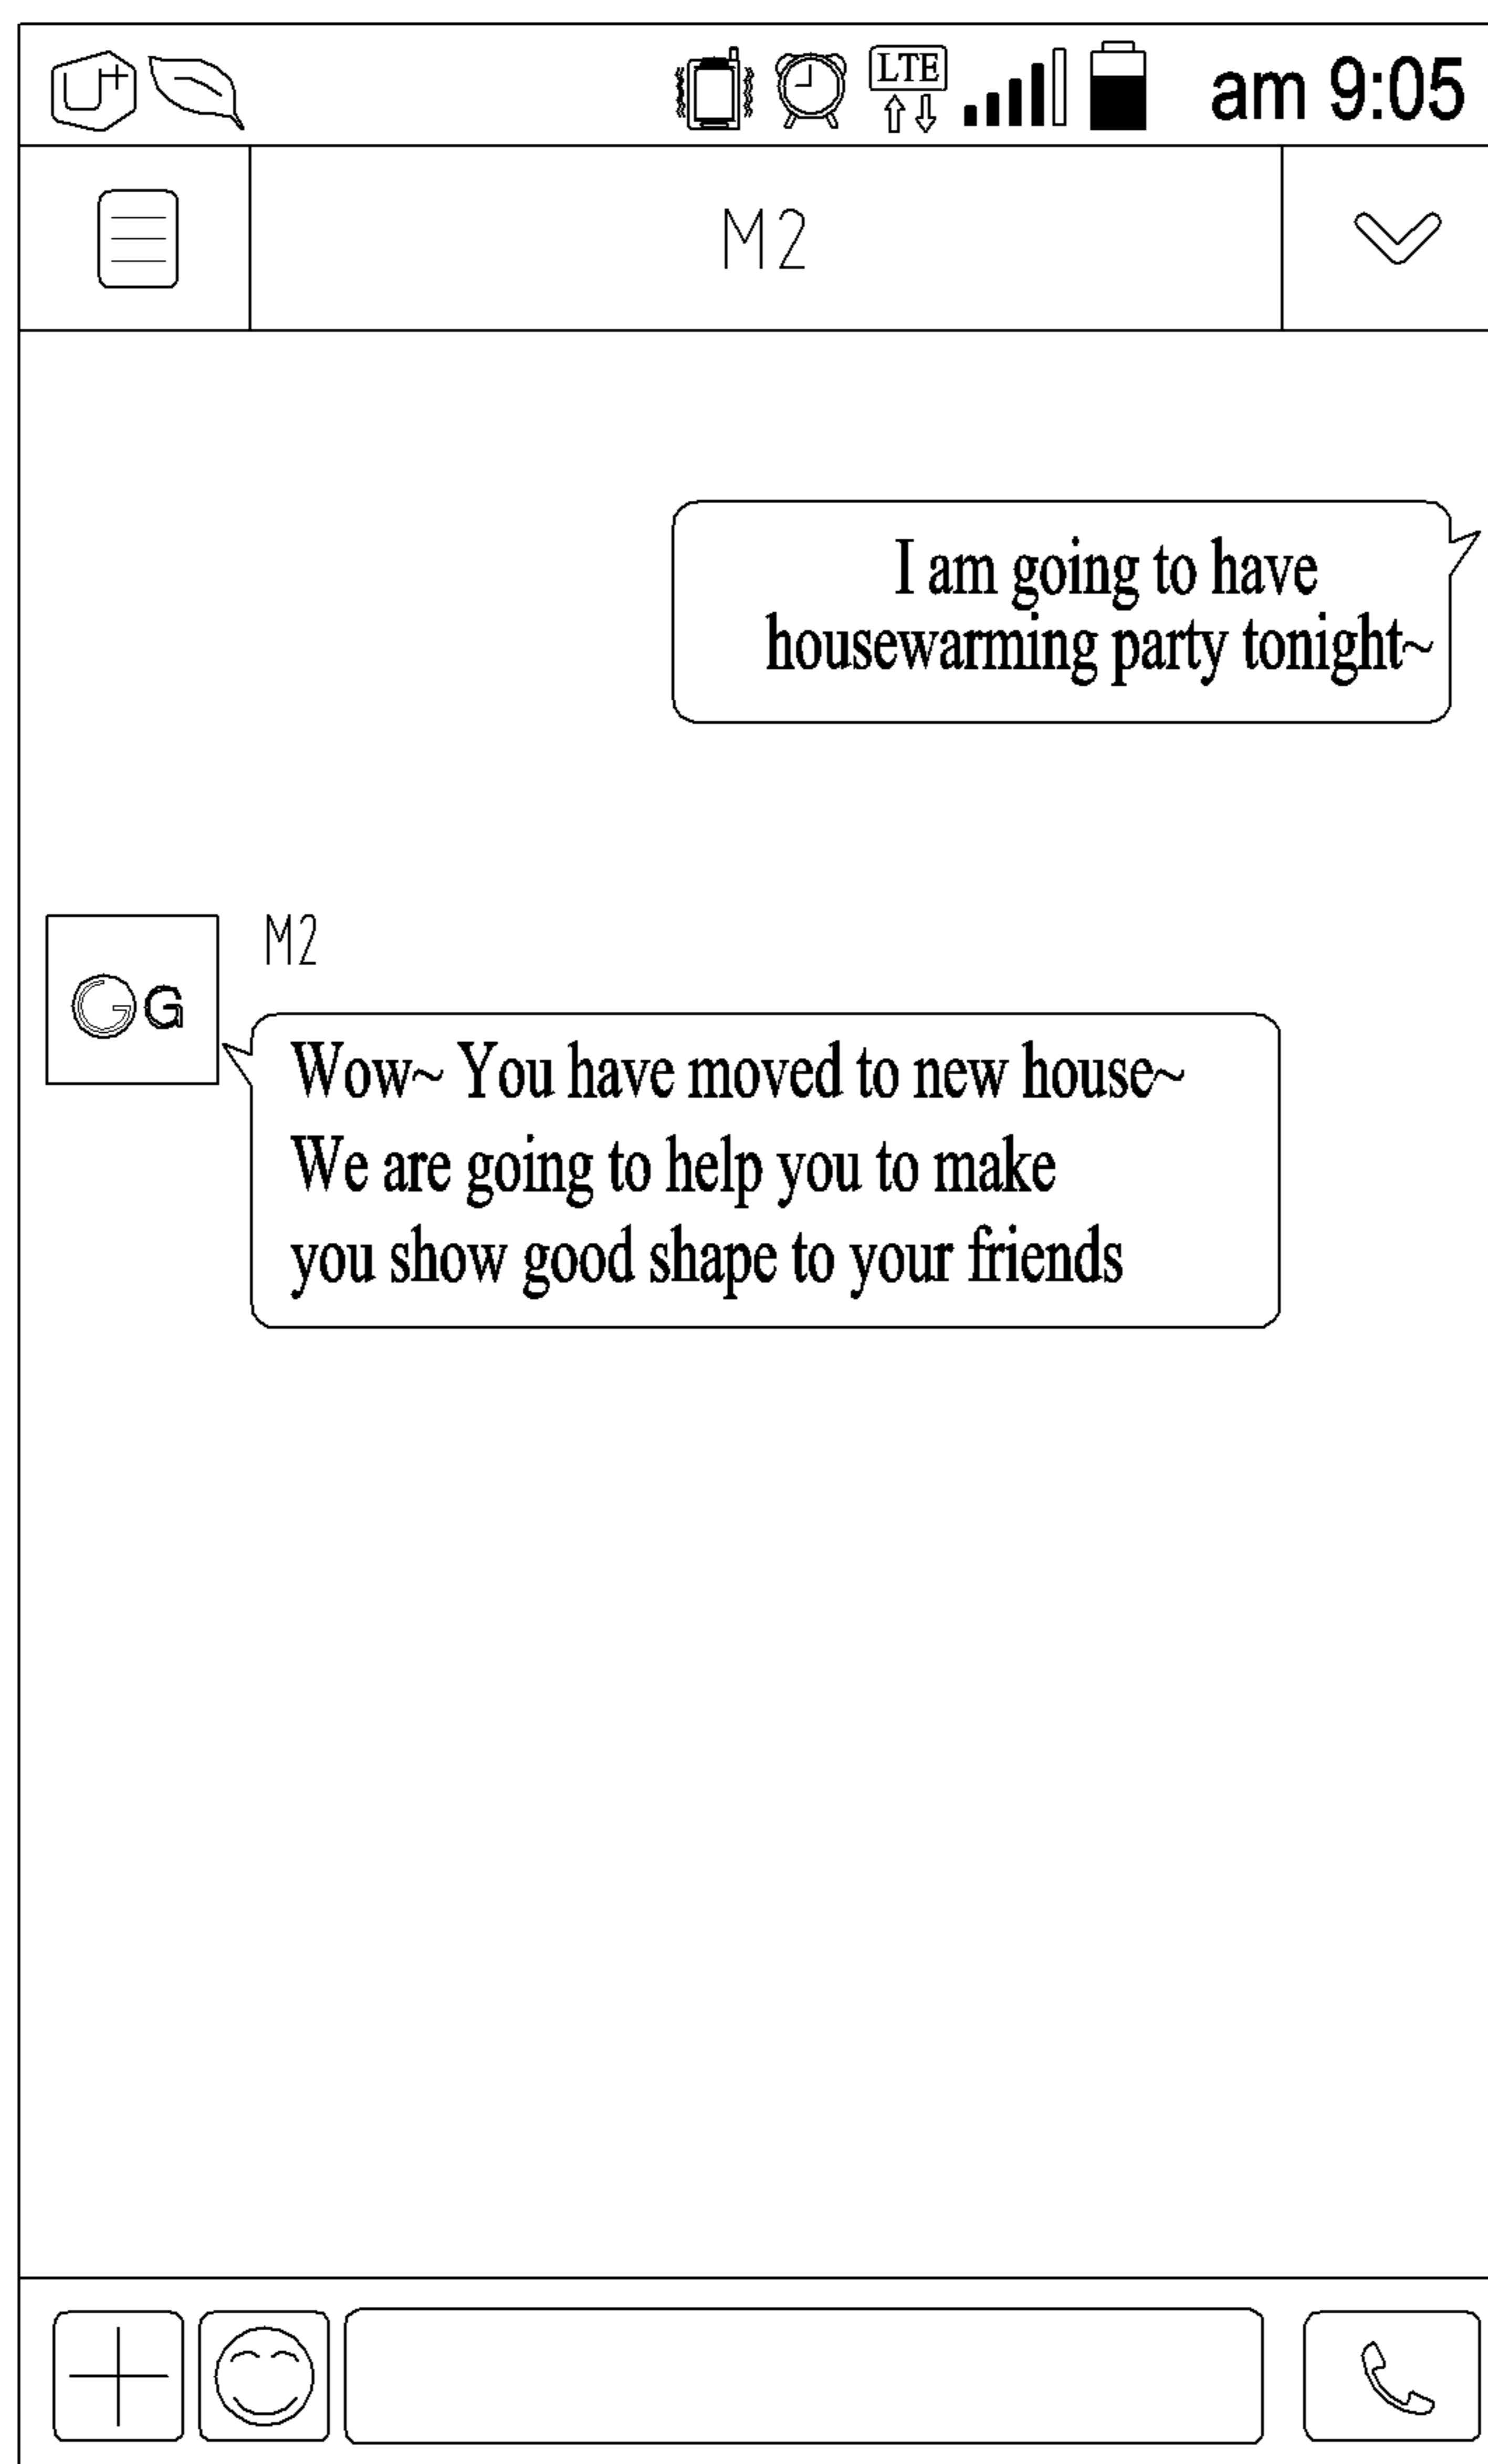 U+
LTE
am 9:05
M2
I am going to have
housewarming party tonight~
M2
G G
Wow~ You have moved to new house~
We are going to help you to make
you show good shape to your friends